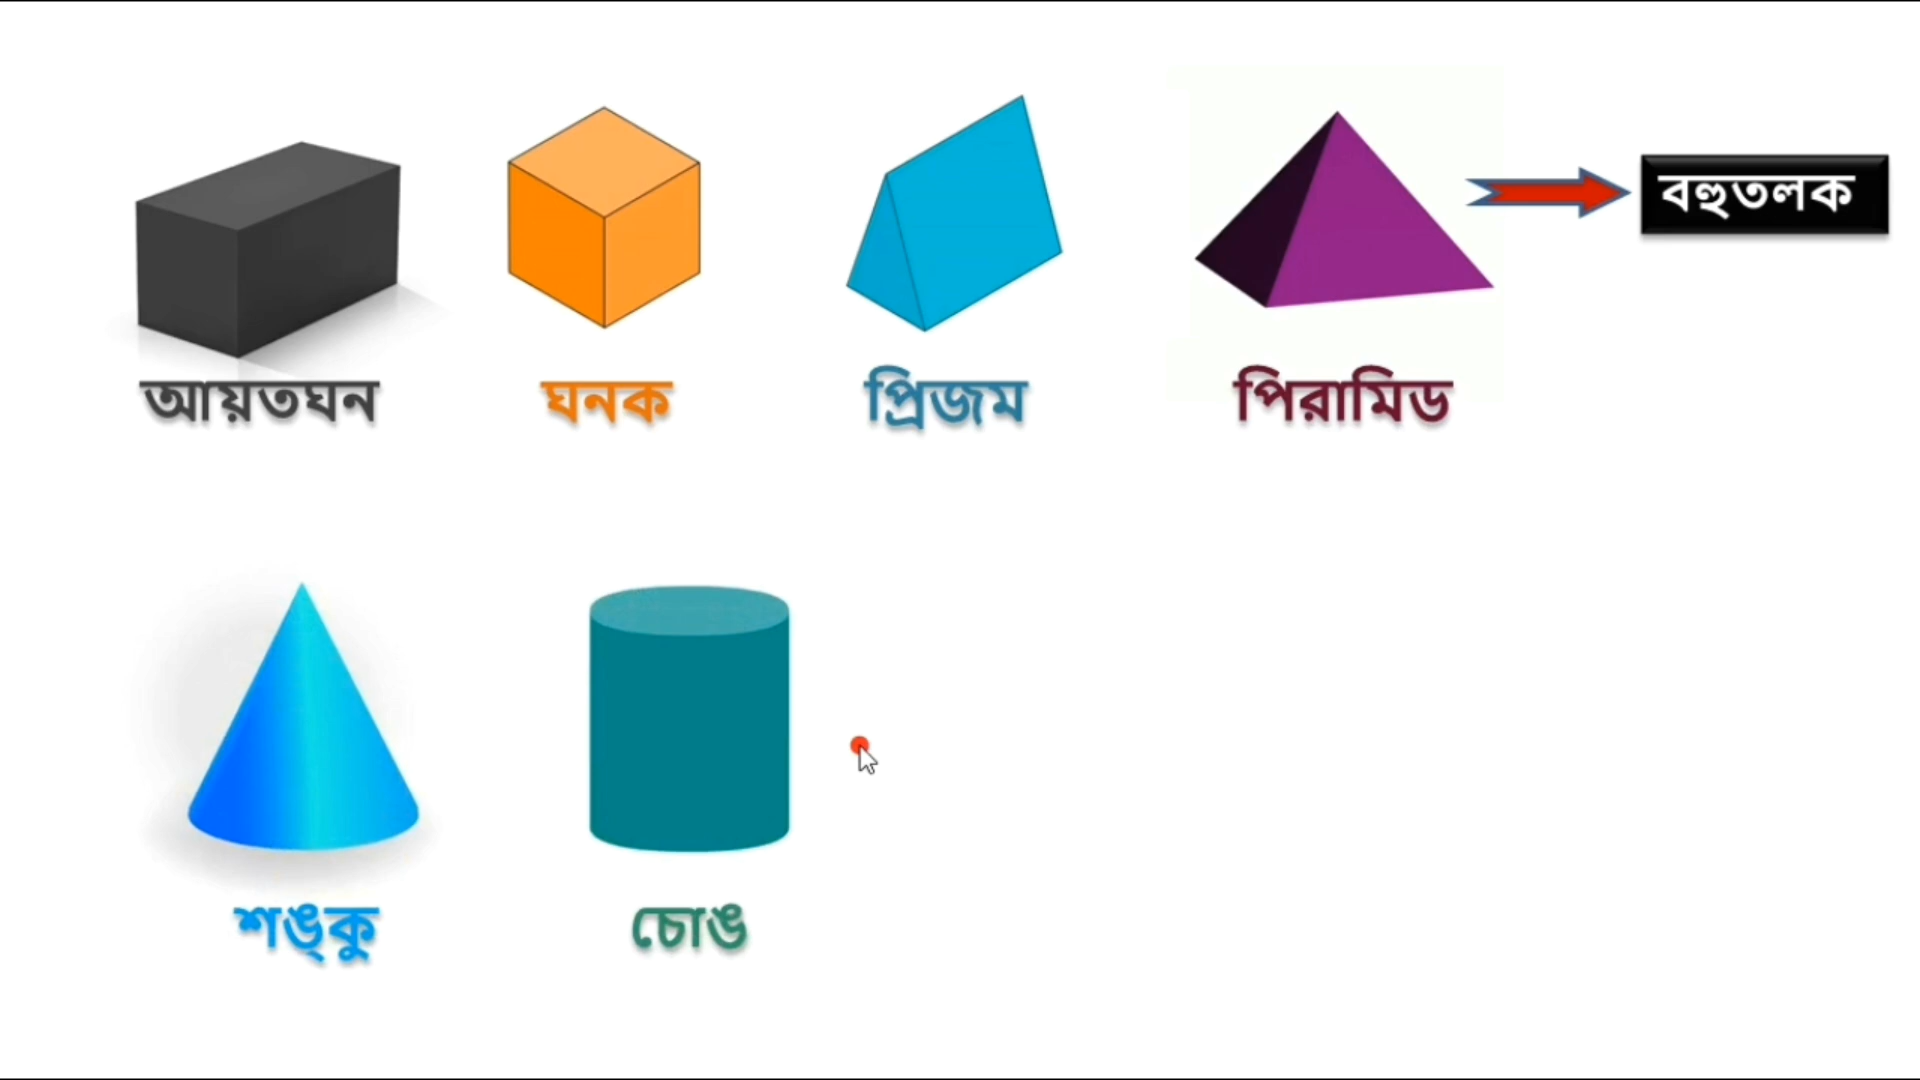 বহুতলক
আয়তঘন ঘনক প্রিজম পিরামিড
শঙ্কু চোঙ